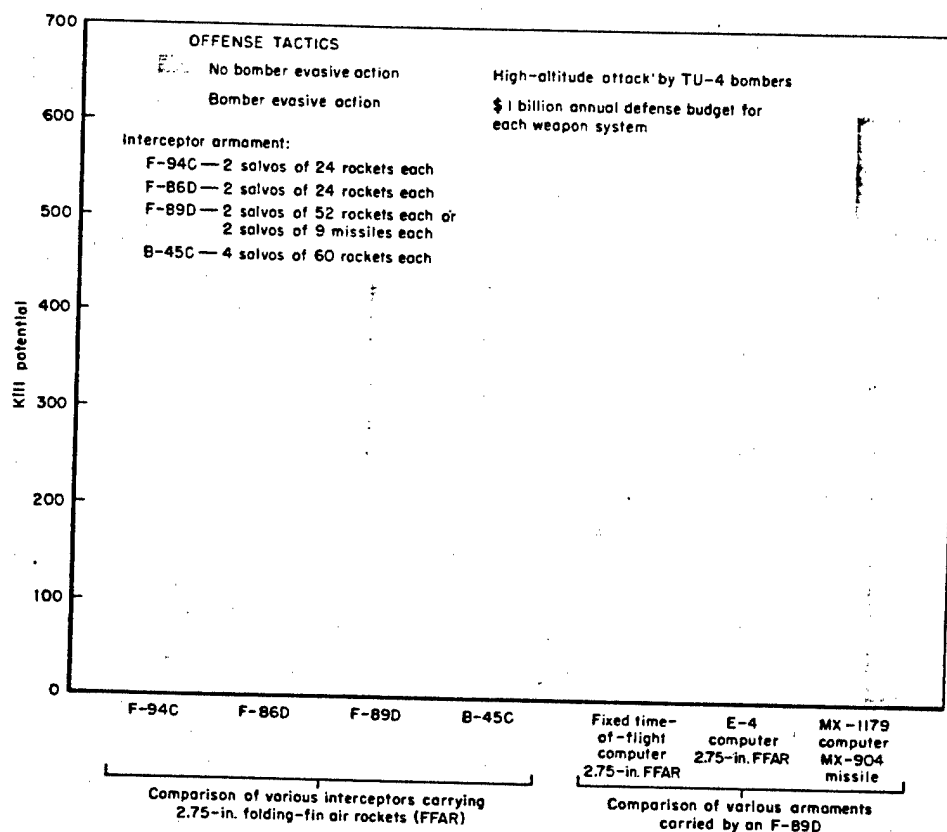 700
600
500
400
300
200
100
0
Kill potential
OFFENSE TACTICS
No bomber evasive action
Bomber evasive action
Interceptor armament:
F-94C — 2 salvos of 24 rockets each
F-86D — 2 salvos of 24 rockets each
F-89D — 2 salvos of 52 rockets each or
2 salvos of 9 missiles each
B-45C — 4 salvos of 60 rockets each
High-altitude attack by TU-4 bombers
$1 billion annual defense budget for
each weapon system
F-94C
F-86D
F-89D
B-45C
Fixed time-
of-flight
computer
2.75-in. FFAR
E-4
computer
2.75-in. FFAR
MX-1179
computer
MX-904
missile
Comparison of various interceptors carrying
2.75-in. folding-fin air rockets (FFAR)
Comparison of various armaments
carried by an F-89D